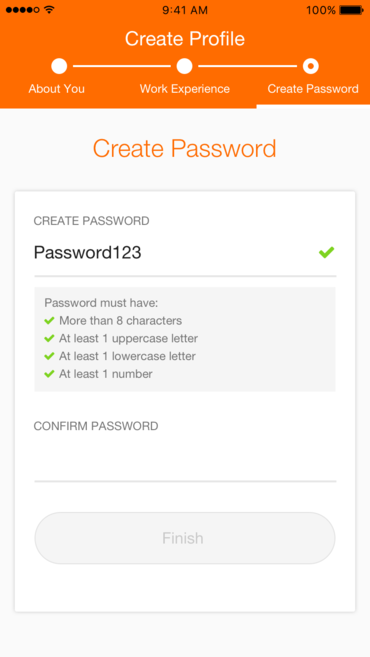 9:41 AM
100%
Create Profile
About You
Work Experience
Create Password
Create Password
CREATE PASSWORD
Password123
Password must have:
More than 8 characters
At least 1 uppercase letter
At least 1 lowercase letter
At least 1 number
CONFIRM PASSWORD
Finish